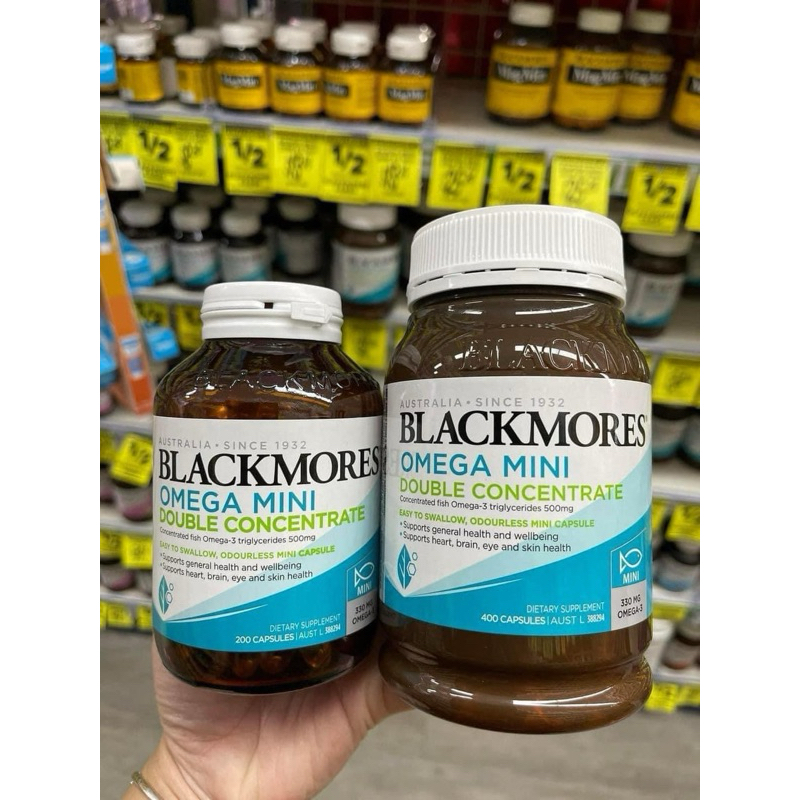 1/2
1/2
1/2
1/2
1/2
BLACKMORES
AUSTRALIA • SINCE 1932
BLACKMORES
OMEGA MINI
DOUBLE CONCENTRATE
Concentrated fish Omega-3 triglycerides 500mg
EASY TO SWALLOW, ODOURLESS MINI CAPSULE
• Supports general health and wellbeing
• Supports heart, brain, eye and skin health
MINI
330 MG
OMEGA-3
DIETARY SUPPLEMENT
200 CAPSULES | AUST L 388294
BLACKMORES
AUSTRALIA • SINCE 1932
BLACKMORES®
OMEGA MINI
DOUBLE CONCENTRATE
Concentrated fish Omega-3 triglycerides 500mg
EASY TO SWALLOW, ODOURLESS MINI CAPSULE
• Supports general health and wellbeing
• Supports heart, brain, eye and skin health
MINI
330 MG
OMEGA-3
DIETARY SUPPLEMENT
400 CAPSULES | AUST L 388294